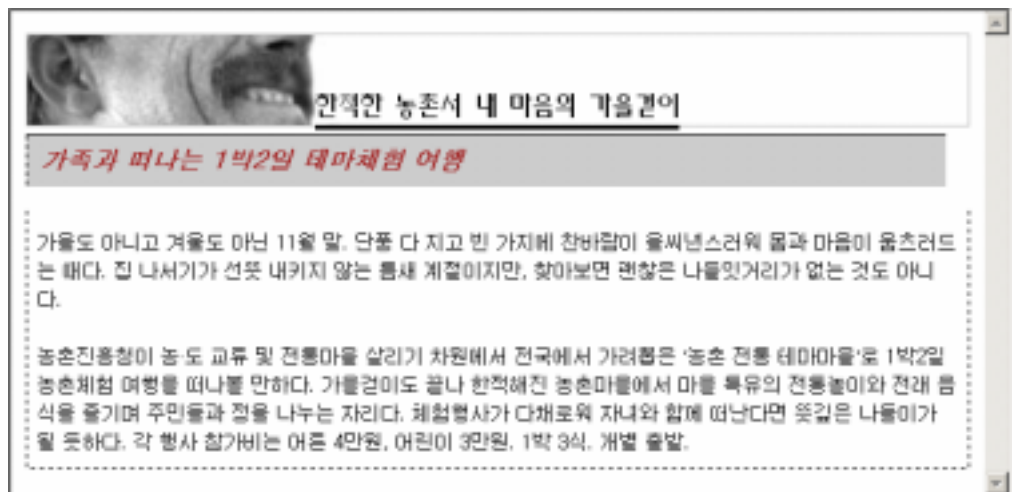 한적한 농촌서 내 마음의 가을걷이
가족과 떠나는 1박2일 테마체험 여행
가을도 아니고 겨울도 아닌 11월 말. 단풍 다 지고 빈 가지에 찬바람이 을씨년스러워 몸과 마음이 움츠러드
는 때다. 집 나서기가 선뜻 내키지 않는 틈새 계절이지만, 찾아보면 괜찮은 나들잇거리가 없는 것도 아니
다.
농촌진흥청이 농·도 교류 및 전통마을 살리기 차원에서 전국에서 가려뽑은 '농촌 전통 테마마을'로 1박2일
농촌체험 여행을 떠나볼 만하다. 가을걷이도 끝나 한적해진 농촌마을에서 마을 특유의 전통놀이와 전래 음
식을 즐기며 주민들과 정을 나누는 자리다. 체험행사가 다채로워 자녀와 함께 떠난다면 뜻깊은 나들이가
될 듯하다. 각 행사 참가비는 어른 4만원, 어린이 3만원. 1박 3식. 개별 출발.